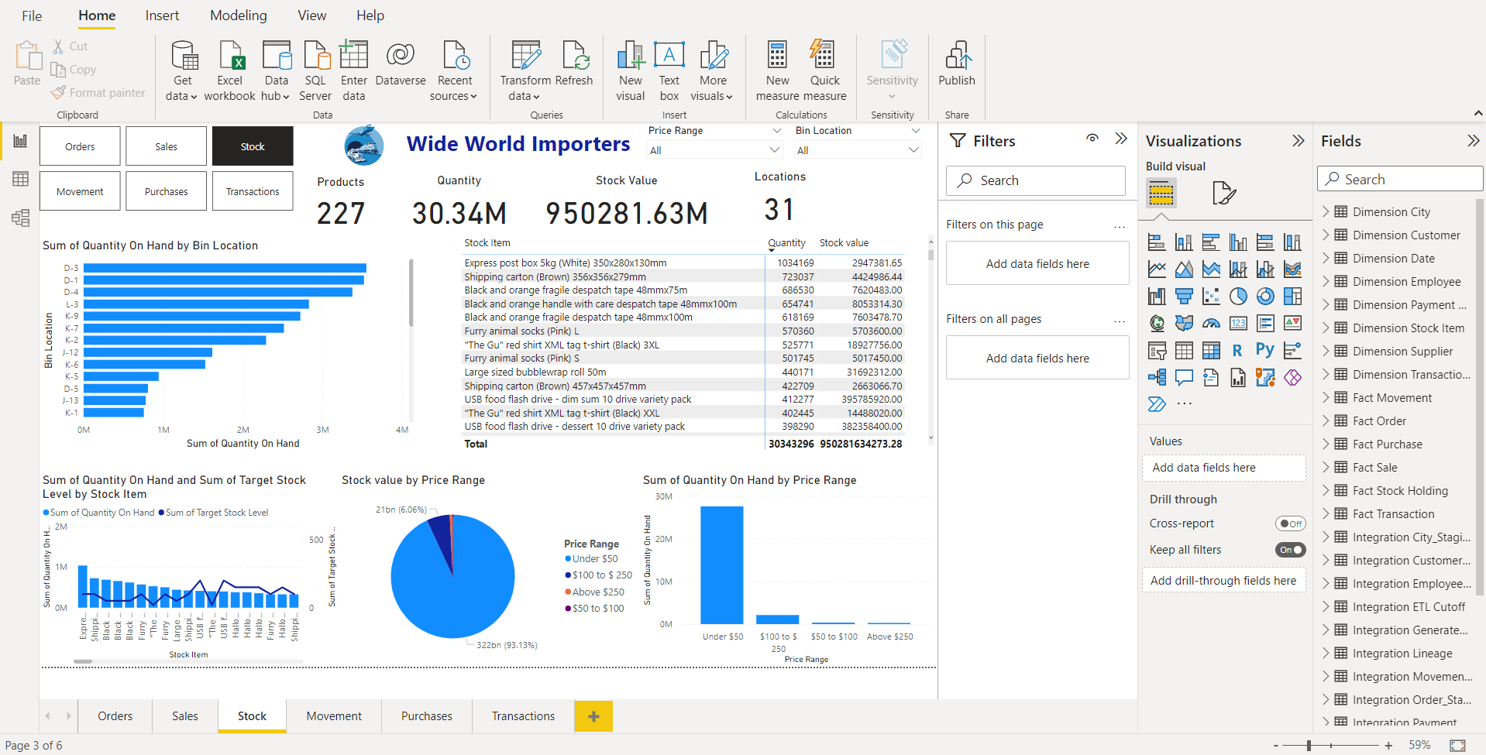 File Home Insert Modeling View Help
Paste
Cut
Copy
Format painter
Clipboard
Get data
Excel workbook
Data hub
SQL Server
Enter data
Dataverse
Recent sources
Data
Transform data
Refresh
Queries
New visual
Text box
More visuals
Insert
New measure
Quick measure
Calculations
Sensitivity
Sensitivity
Publish
Share
Orders Sales Stock
Movement Purchases Transactions
Wide World Importers
Price Range
All
Bin Location
All
Products
227
Quantity
30.34M
Stock Value
950281.63M
Locations
31
Sum of Quantity On Hand by Bin Location
Bin Location
D-3
D-1
D-4
L-3
K-9
K-7
K-2
J-12
K-6
K-5
D-5
J-13
K-1
0M 1M 2M 3M 4M
Sum of Quantity On Hand
Stock Item Quantity Stock value
Express post box 5kg (White) 350x280x130mm 1034169 2947381.65
Shipping carton (Brown) 356x356x279mm 723037 4424986.44
Black and orange fragile despatch tape 48mmx75m 686530 7620483.00
Black and orange handle with care despatch tape 48mmx100m 654741 8053314.30
Black and orange fragile despatch tape 48mmx100m 618169 7603478.70
Furry animal socks (Pink) L 570360 5703600.00
"The Gu" red shirt XML tag t-shirt (Black) 3XL 525771 18927756.00
Furry animal socks (Pink) S 501745 5017450.00
Large sized bubblewrap roll 50m 440171 31692312.00
Shipping carton (Brown) 457x457x457mm 422709 2663066.70
USB food flash drive - dim sum 10 drive variety pack 412277 395785920.00
"The Gu" red shirt XML tag t-shirt (Black) XXL 402445 14488020.00
USB food flash drive - dessert 10 drive variety pack 398290 382358400.00
Total 30343296 950281634273.28
Sum of Quantity On Hand and Sum of Target Stock
Level by Stock Item
Sum of Quantity On Hand Sum of Target Stock Level
Sum of Quantity On H...
2M
1M
0M
500
0
Sum of Target Stock ...
Expre... Shippi... Black ... Black ... Black ... Furry ... "The ... Furry ... Large ... Shippi... USB f... "The ... USB f... Hallo... Hallo... Hallo... Furry ... Hallo... Shippi...
Stock Item
Stock value by Price Range
21bn (6.06%)
322bn (93.13%)
Price Range
Under $50
$100 to $ 250
Above $250
$50 to $100
Sum of Quantity On Hand by Price Range
Sum of Quantity On Hand
30M
20M
10M
0M
Under $50 $100 to $ 250 $50 to $100 Above $250
Price Range
Filters
Search
Filters on this page ...
Add data fields here
Filters on all pages ...
Add data fields here
Visualizations
Build visual
123
R
Py
...
Values
Add data fields here
Drill through
Cross-report Off
Keep all filters On
Add drill-through fields here
Fields
Search
Dimension City
Dimension Customer
Dimension Date
Dimension Employee
Dimension Payment ...
Dimension Stock Item
Dimension Supplier
Dimension Transactio...
Fact Movement
Fact Order
Fact Purchase
Fact Sale
Fact Stock Holding
Fact Transaction
Integration City_Stagi...
Integration Customer...
Integration Employee...
Integration ETL Cutoff
Integration Generate...
Integration Lineage
Integration Movemen...
Integration Order_Sta...
Integration Payment
Orders Sales Stock Movement Purchases Transactions +
Page 3 of 6
- + 59%